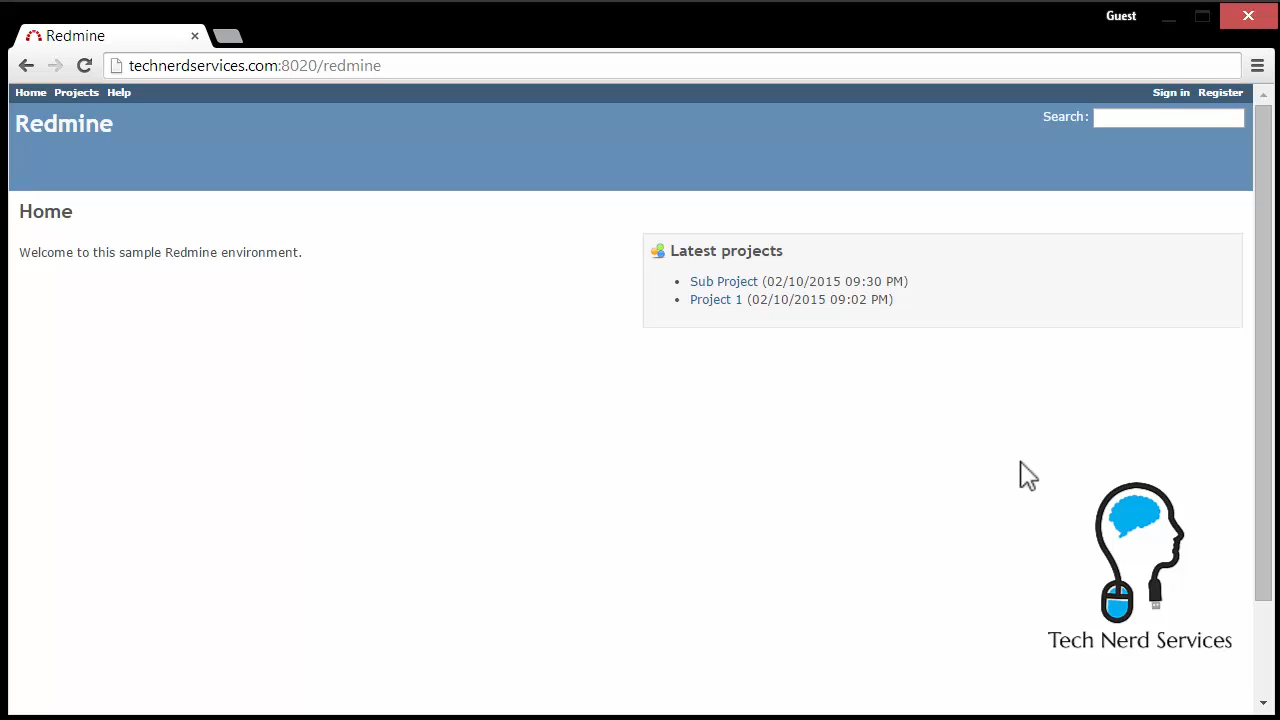 Guest
Redmine
technerdservices.com:8020/redmine
Home Projects Help Sign in Register
Redmine
Search:
Home
Welcome to this sample Redmine environment.
Latest projects
Sub Project (02/10/2015 09:30 PM)
Project 1 (02/10/2015 09:02 PM)
Tech Nerd Services